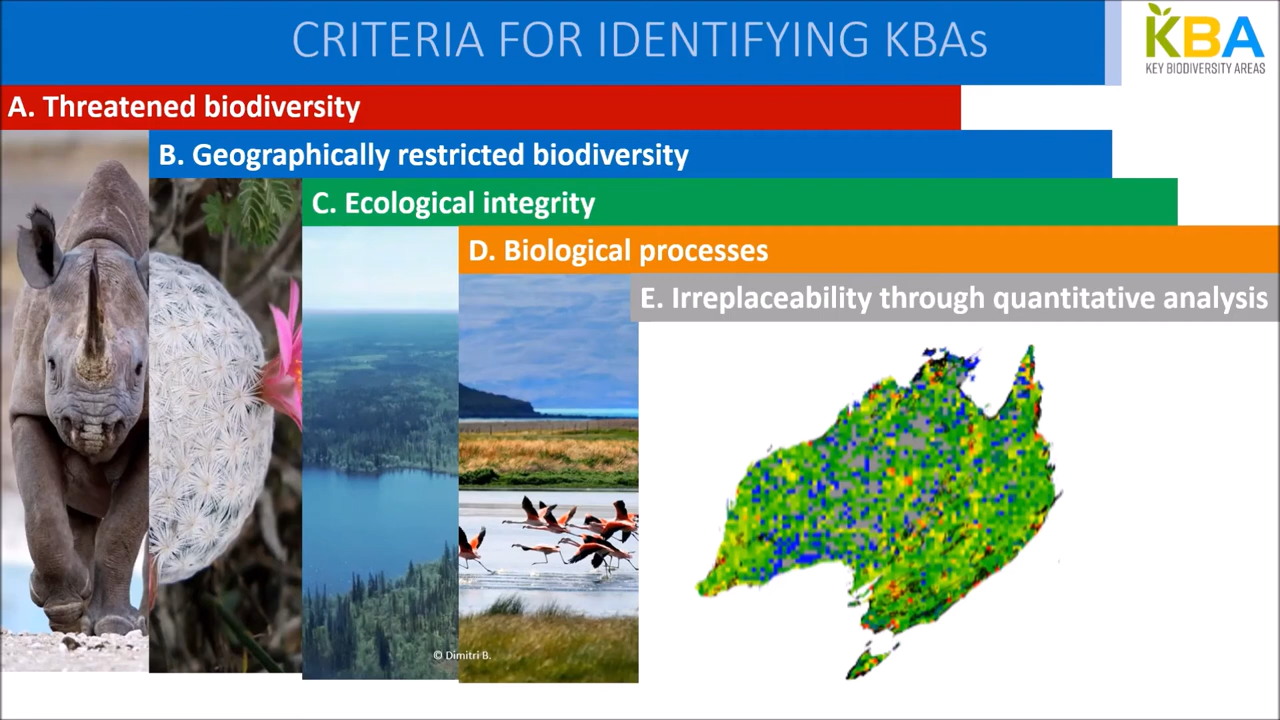 CRITERIA FOR IDENTIFYING KBAs
KBA
KEY BIODIVERSITY AREAS
A. Threatened biodiversity
B. Geographically restricted biodiversity
C. Ecological integrity
D. Biological processes
E. Irreplaceability through quantitative analysis
© Dimitri B.